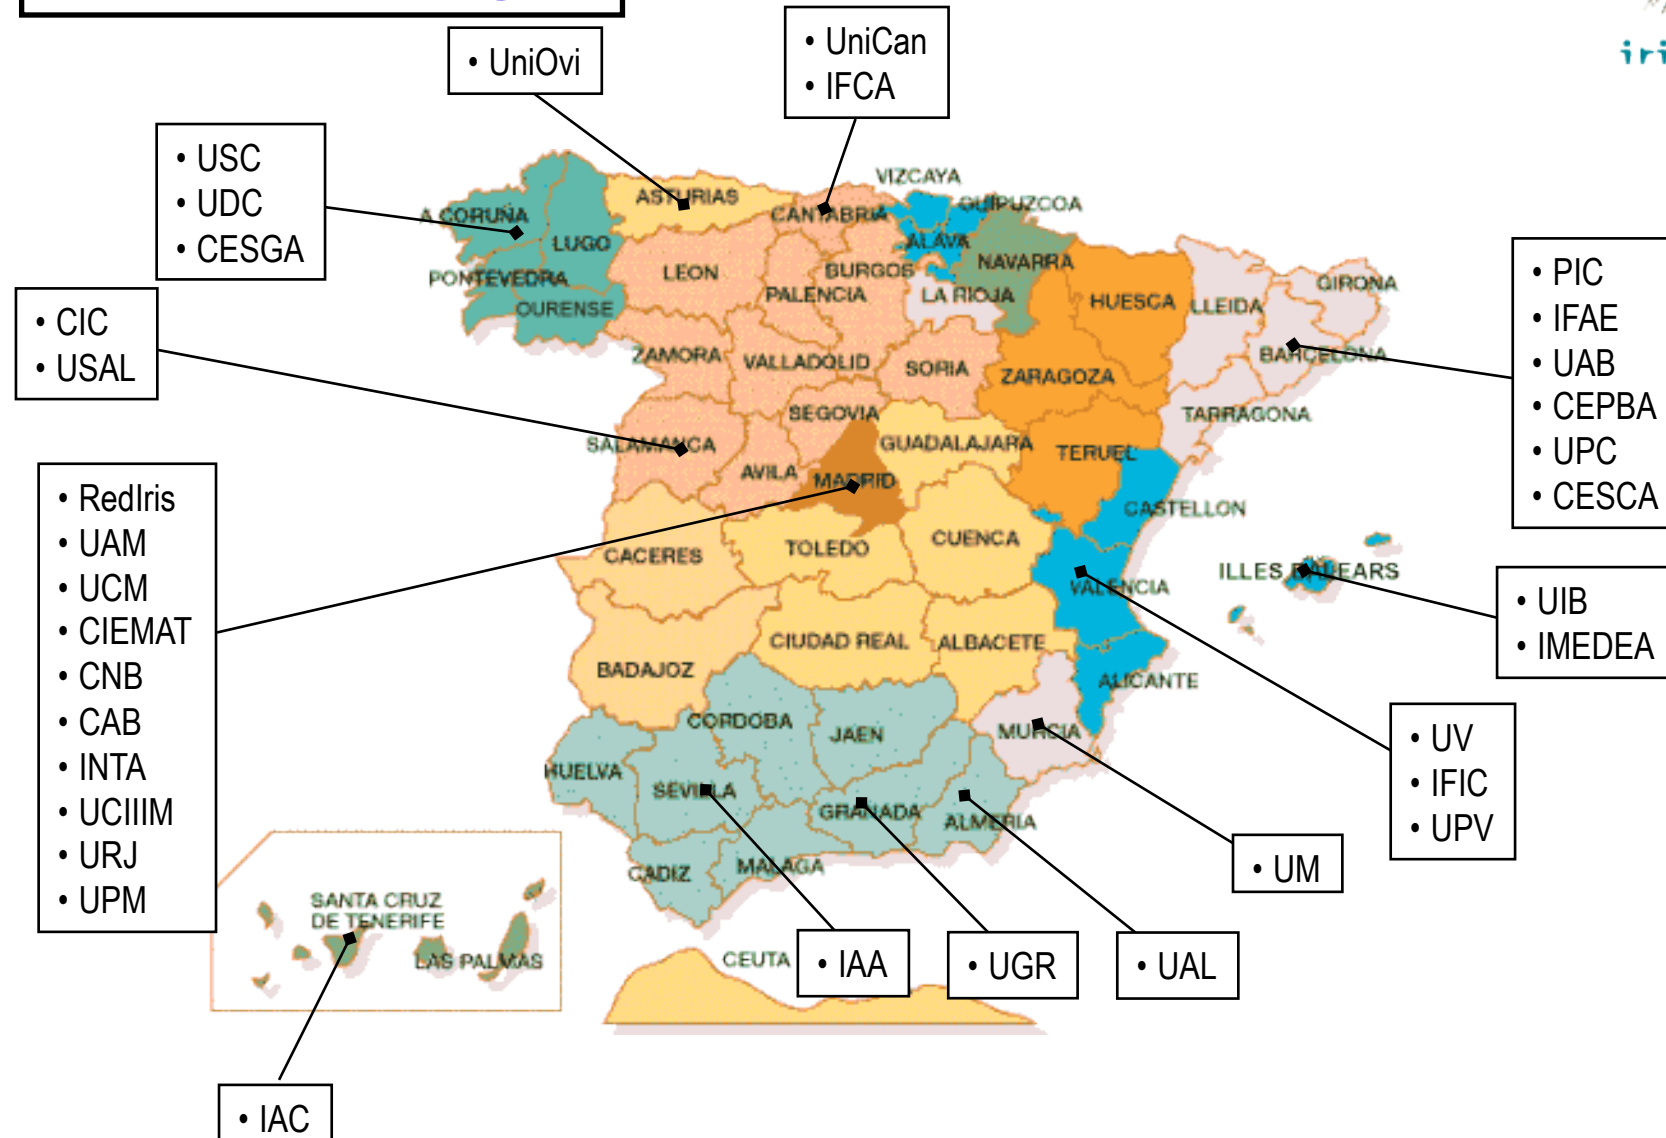 • UniOvi
• UniCan
• IFCA
iri
• USC
• UDC
• CESGA
• CIC
• USAL
• RedIris
• UAM
• UCM
• CIEMAT
• CNB
• CAB
• INTA
• UCIIIM
• URJ
• UPM
• PIC
• IFAE
• UAB
• CEPBA
• UPC
• CESCA
• UIB
• IMEDEA
• UV
• IFIC
• UPV
• UM
• IAA
• UGR
• UAL
• IAC
A CORUÑA
LUGO
PONTEVEDRA
OURENSE
ASTURIAS
CANTABRIA
VIZCAYA
GUIPUZCOA
ALAVA
NAVARRA
LA RIOJA
LEON
PALENCIA
BURGOS
ZAMORA
VALLADOLID
SORIA
SEGOVIA
SALAMANCA
AVILA
MADRID
HUESCA
ZARAGOZA
TERUEL
LLEIDA
GIRONA
BARCELONA
TARRAGONA
GUADALAJARA
CUENCA
TOLEDO
CIUDAD REAL
ALBACETE
CACERES
BADAJOZ
CASTELLON
VALENCIA
ALICANTE
ILLES BALEARS
MURCIA
HUELVA
SEVILLA
CORDOBA
JAEN
GRANADA
ALMERIA
CADIZ
MALAGA
CEUTA
SANTA CRUZ
DE TENERIFE
LAS PALMAS